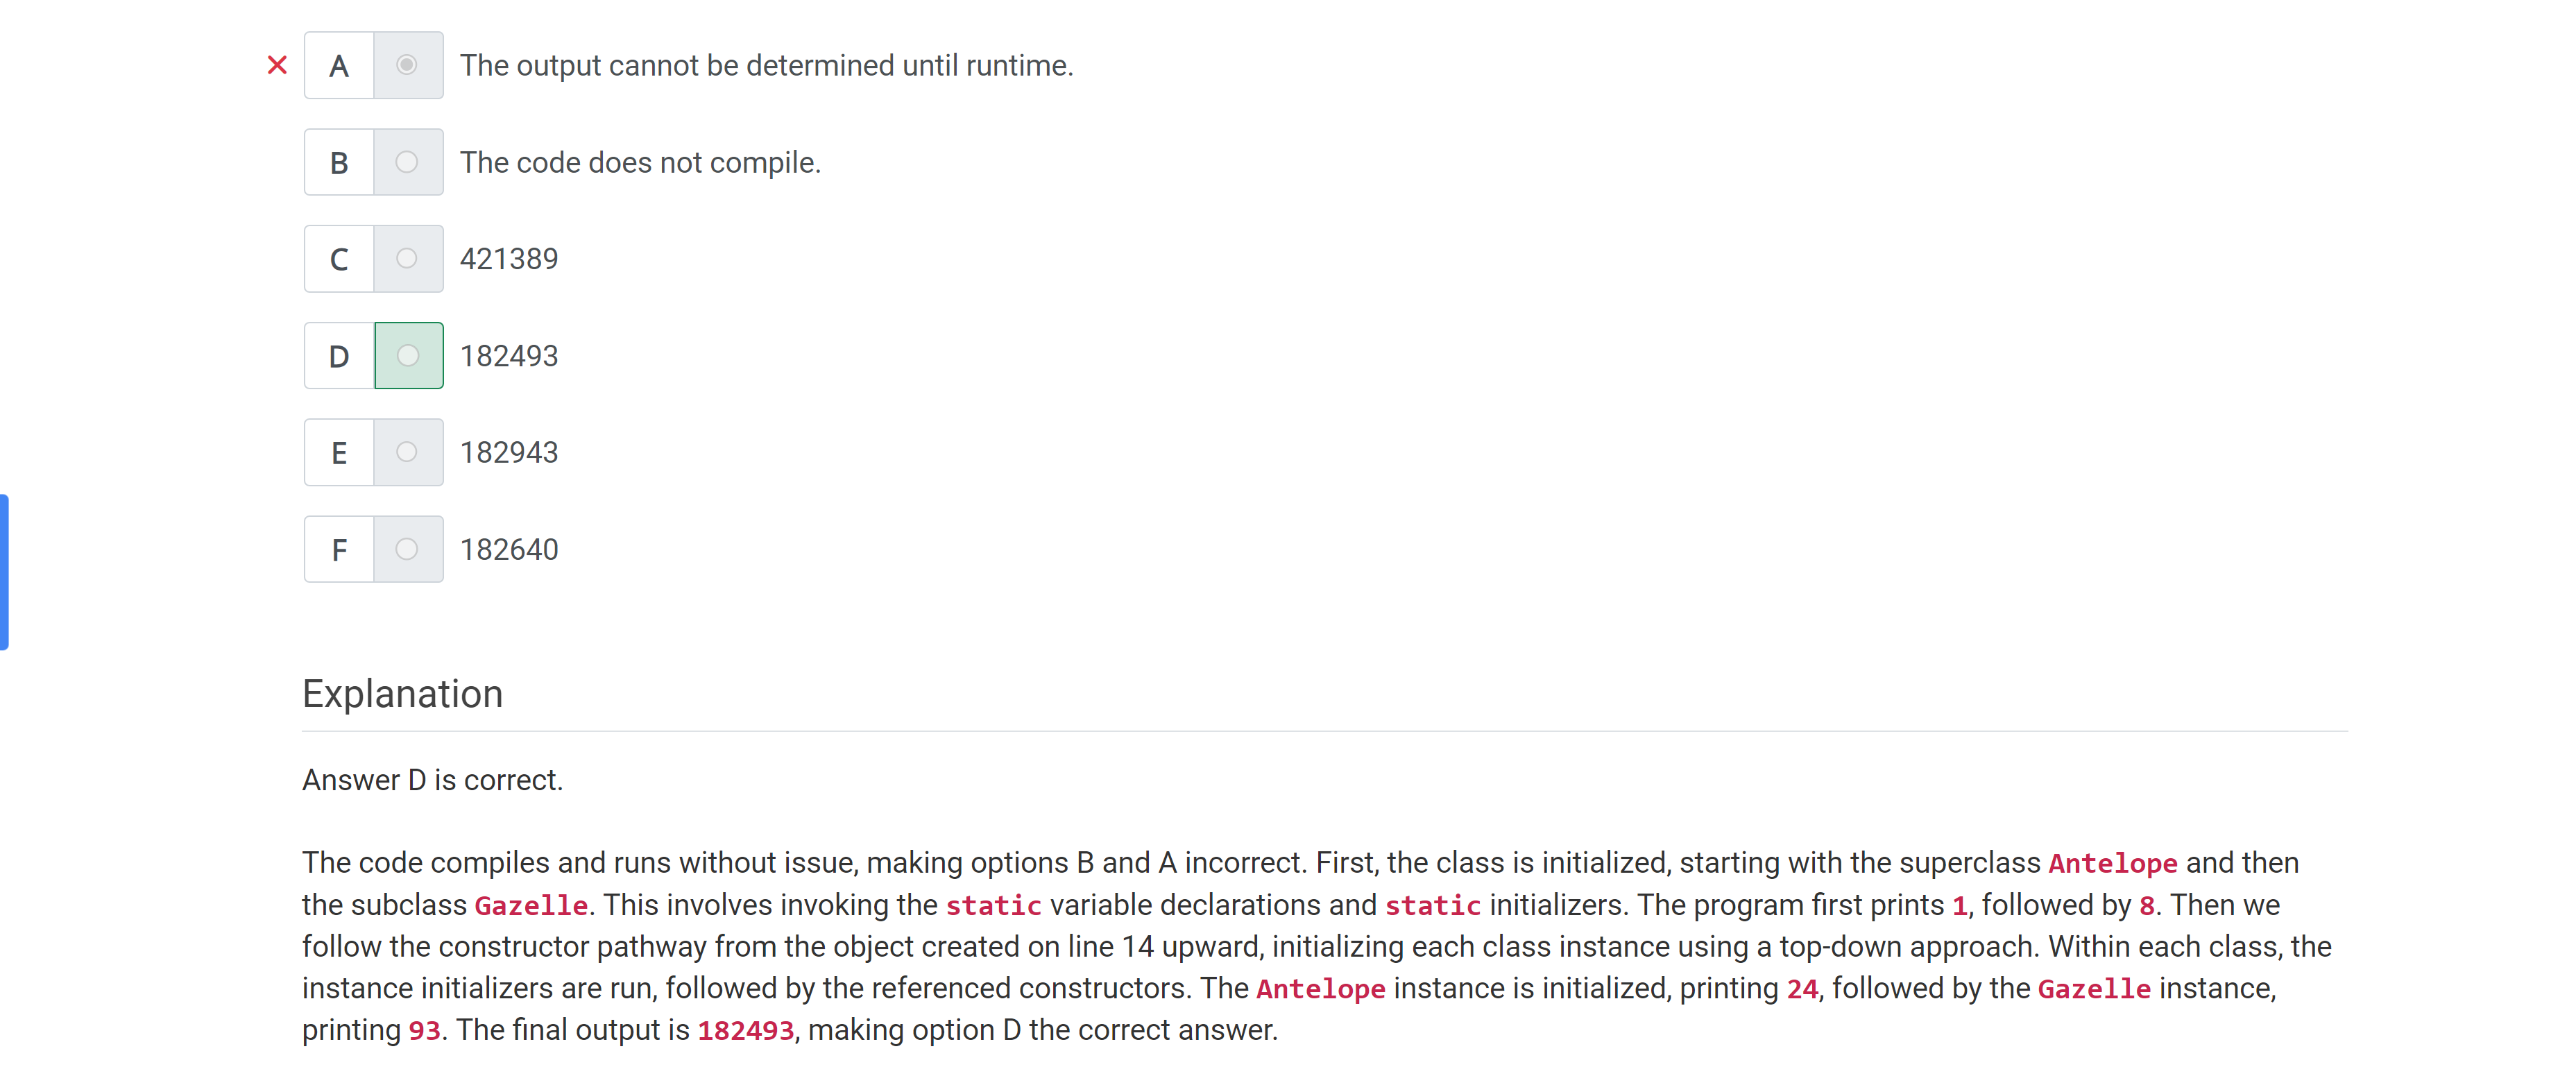 A The output cannot be determined until runtime.
B The code does not compile.
C 421389
D 182493
E 182943
F 182640
Explanation
Answer D is correct.
The code compiles and runs without issue, making options B and A incorrect. First, the class is initialized, starting with the superclass Antelope and then
the subclass Gazelle. This involves invoking the static variable declarations and static initializers. The program first prints 1, followed by 8. Then we
follow the constructor pathway from the object created on line 14 upward, initializing each class instance using a top-down approach. Within each class, the
instance initializers are run, followed by the referenced constructors. The Antelope instance is initialized, printing 24, followed by the Gazelle instance,
printing 93. The final output is 182493, making option D the correct answer.